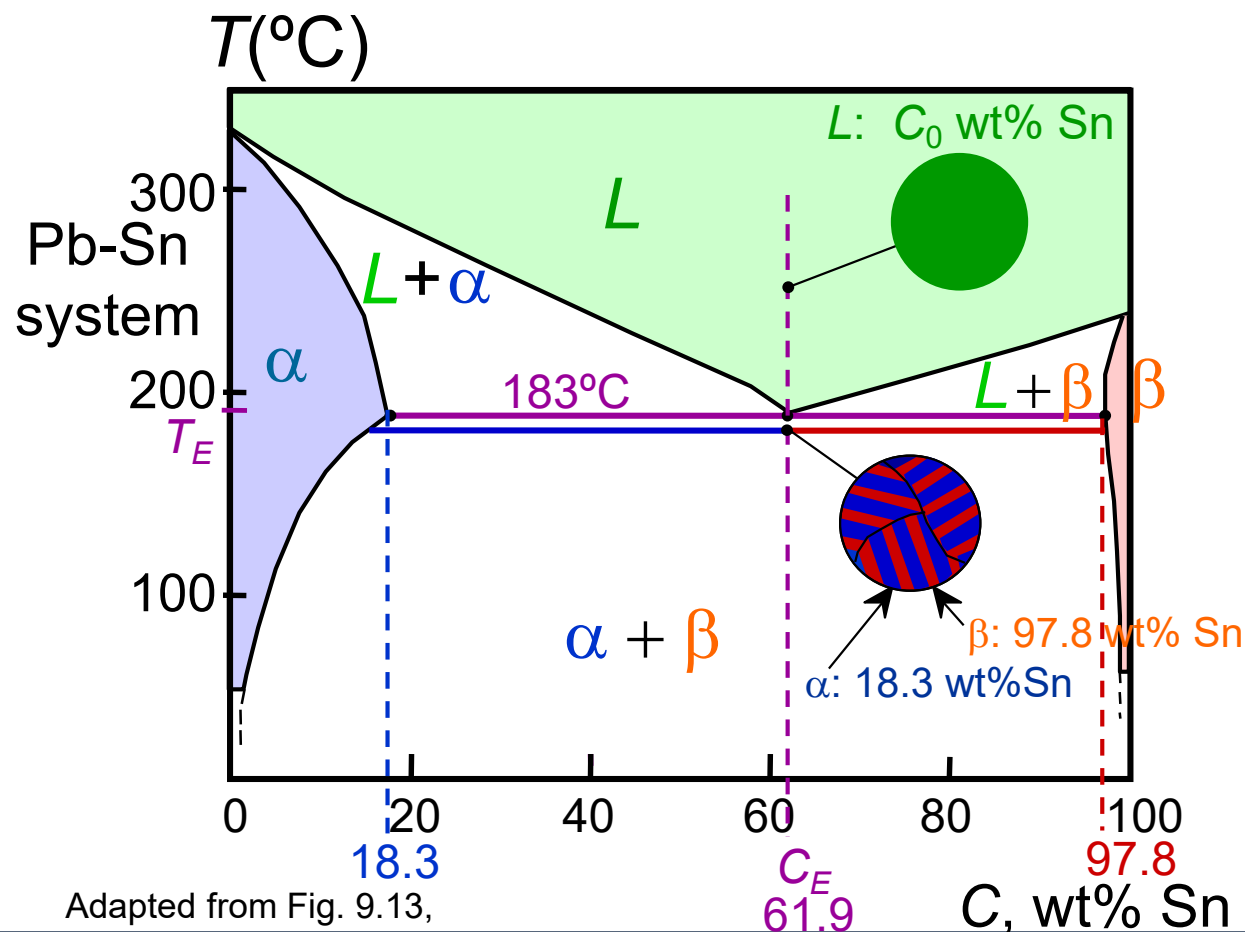 T(ºC)
L: C₀ wt% Sn
300
L
Pb-Sn
system
L+α
α
200
183ºC
L+β
β
T_E
100
α + β
β: 97.8 wt% Sn
α: 18.3 wt%Sn
0 20 40 60 80 100
18.3
C_E
61.9
97.8
C, wt% Sn
Adapted from Fig. 9.13,